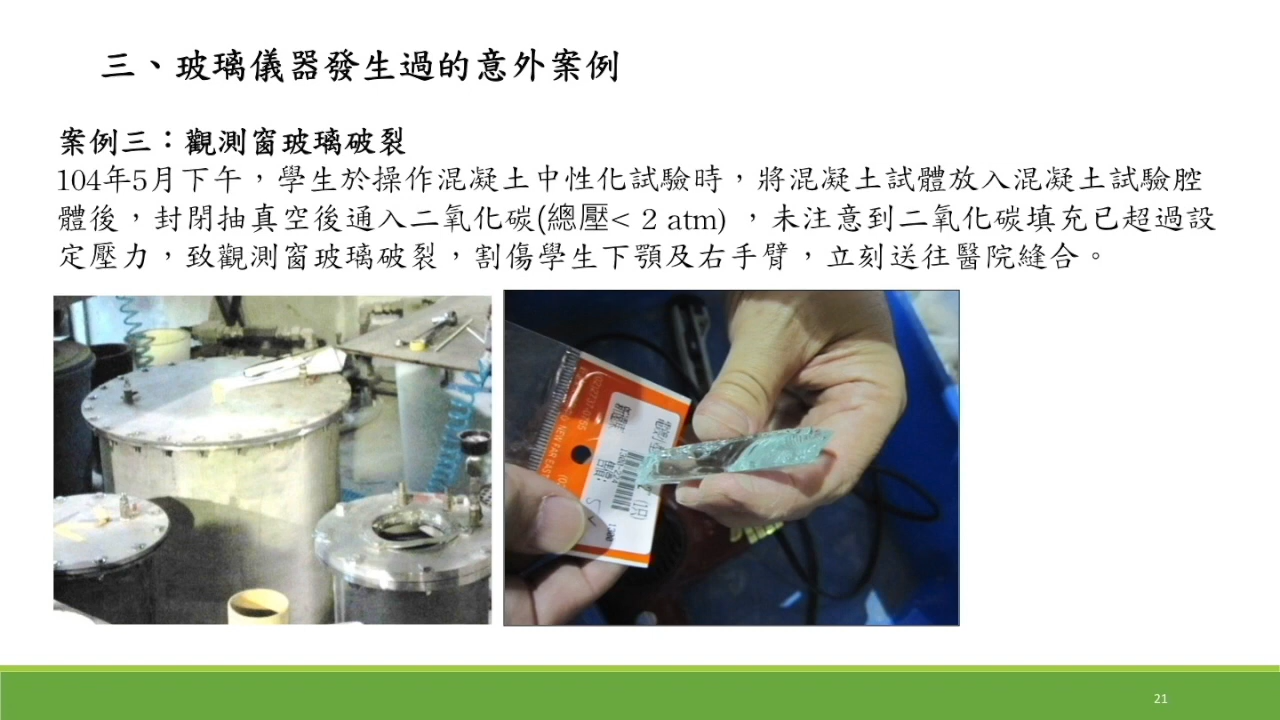 三、玻璃儀器發生過的意外案例
案例三：觀測窗玻璃破裂
104年5月下午，學生於操作混凝土中性化試驗時，將混凝土試體放入混凝土試驗腔
體後，封閉抽真空後通入二氧化碳(總壓< 2 atm) ，未注意到二氧化碳填充已超過設
定壓力，致觀測窗玻璃破裂，割傷學生下顎及右手臂，立刻送往醫院縫合。
NEW FAR EAST
21